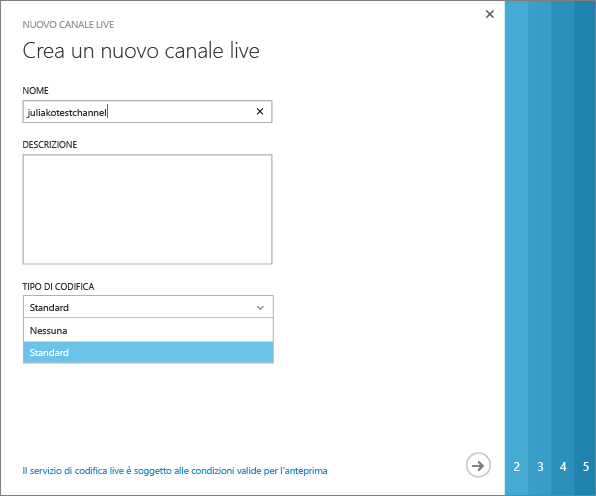 NUOVO CANALE LIVE
Crea un nuovo canale live
NOME
juliakotestchannel
DESCRIZIONE
TIPO DI CODIFICA
Standard
Nessuna
Standard
Il servizio di codifica live è soggetto alle condizioni valide per l'anteprima
2 3 4 5